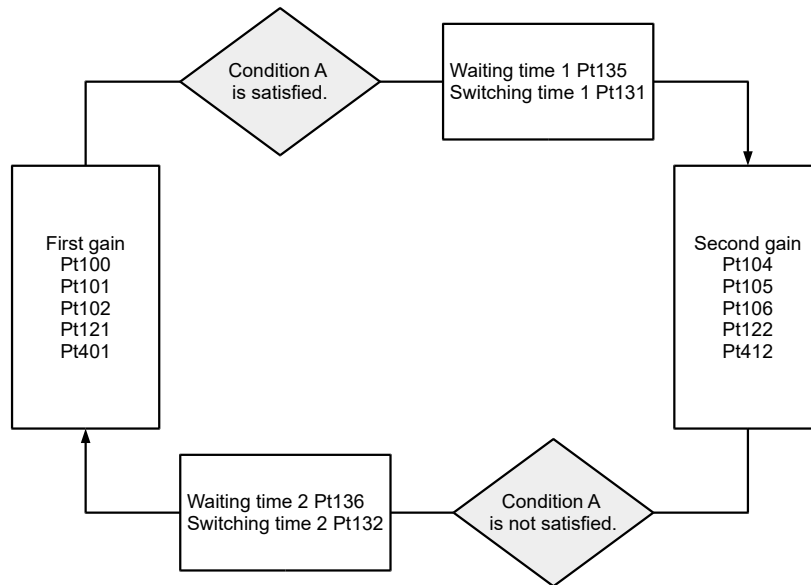 Condition A
is satisfied.
Waiting time 1 Pt135
Switching time 1 Pt131
First gain
Pt100
Pt101
Pt102
Pt121
Pt401
Second gain
Pt104
Pt105
Pt106
Pt122
Pt412
Waiting time 2 Pt136
Switching time 2 Pt132
Condition A
is not satisfied.